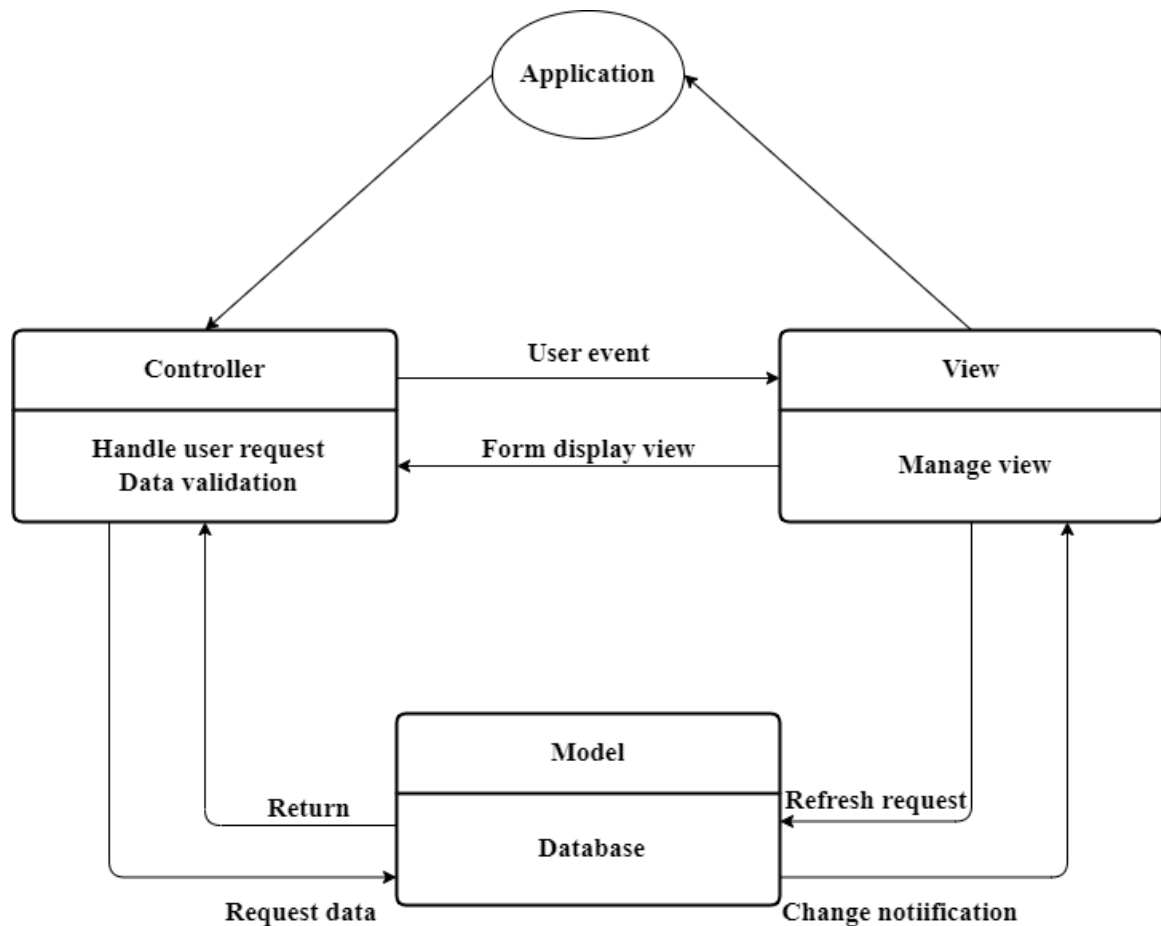 Application
Controller
User event
View
Handle user request
Data validation
Form display view
Manage view
Model
Return
Refresh request
Database
Request data
Change notiification